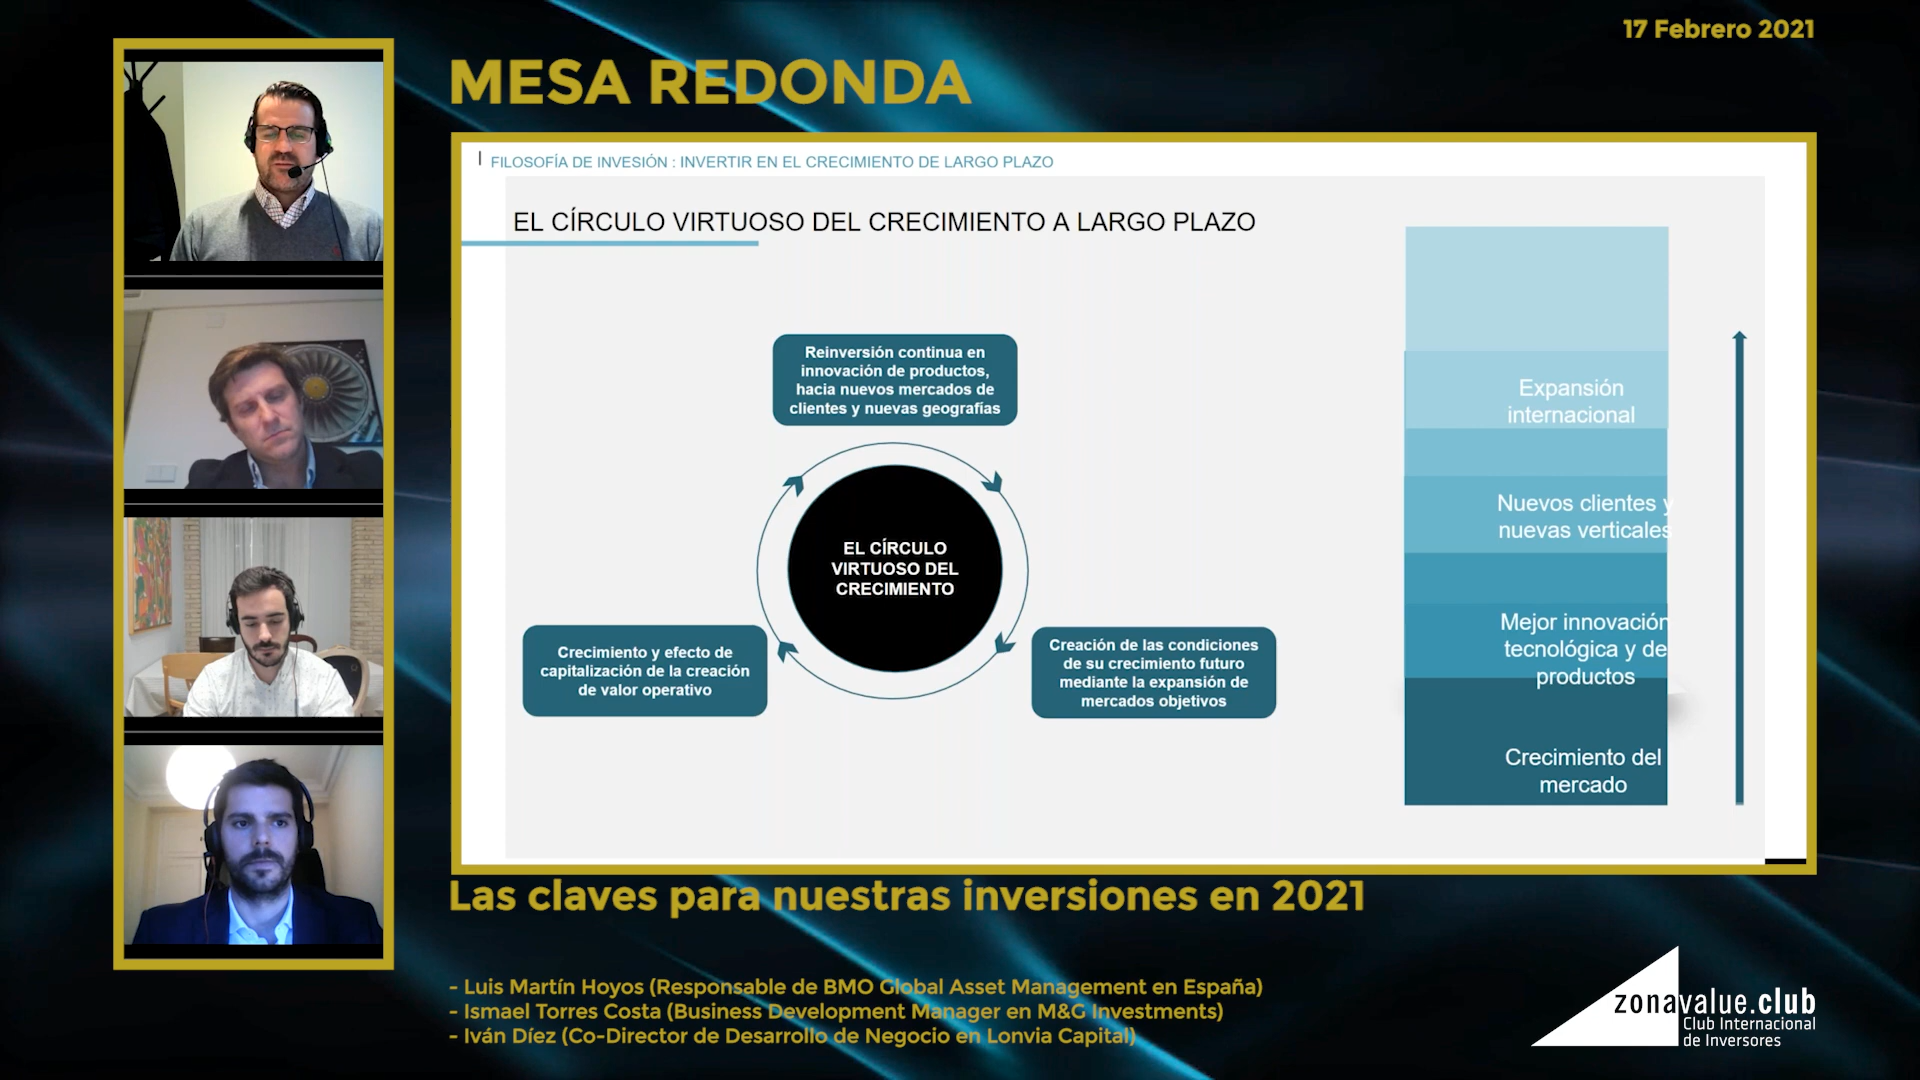 17 Febrero 2021
MESA REDONDA
FILOSOFÍA DE INVESIÓN : INVERTIR EN EL CRECIMIENTO DE LARGO PLAZO
EL CÍRCULO VIRTUOSO DEL CRECIMIENTO A LARGO PLAZO
Reinversión continua en
innovación de productos,
hacia nuevos mercados de
clientes y nuevas geografías
EL CÍRCULO
VIRTUOSO DEL
CRECIMIENTO
Crecimiento y efecto de
capitalización de la creación
de valor operativo
Creación de las condiciones
de su crecimiento futuro
mediante la expansión de
mercados objetivos
Expansión
internacional
Nuevos clientes y
nuevas verticales
Mejor innovación
tecnológica y de
productos
Crecimiento del
mercado
Las claves para nuestras inversiones en 2021
- Luis Martín Hoyos (Responsable de BMO Global Asset Management en España)
- Ismael Torres Costa (Business Development Manager en M&G Investments)
- Iván Díez (Co-Director de Desarrollo de Negocio en Lonvia Capital)
zonavalue.club
Club Internacional
de Inversores